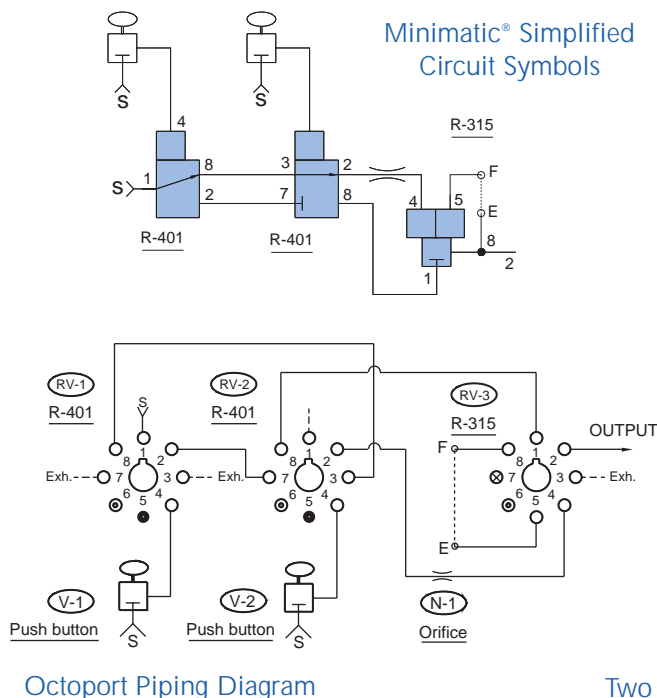 Minimatic® Simplified
Circuit Symbols
S
S
4
R-315
1
8
3
2
F
S
4
5
2
7
8
E
R-401
R-401
8
1
2
RV-1
RV-2
RV-3
R-401
S
R-401
R-315
OUTPUT
F
1
8
2
Exh.
7
3
Exh.
6
4
5
1
8
2
7
3
6
4
5
1
8
2
7
3
Exh.
6
4
5
E
V-1
V-2
N-1
Push button
Push button
Orifice
S
S
Octoport Piping Diagram
Two